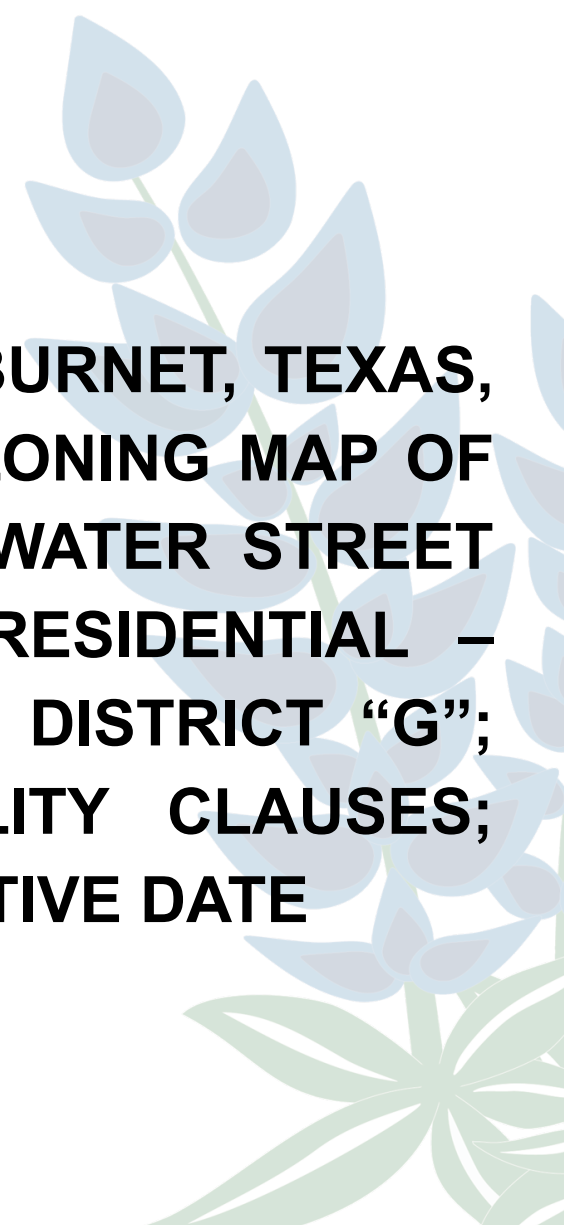 BURNET, TEXAS,
ONING MAP OF
WATER STREET
RESIDENTIAL –
DISTRICT “G”;
LITY CLAUSES;
TIVE DATE